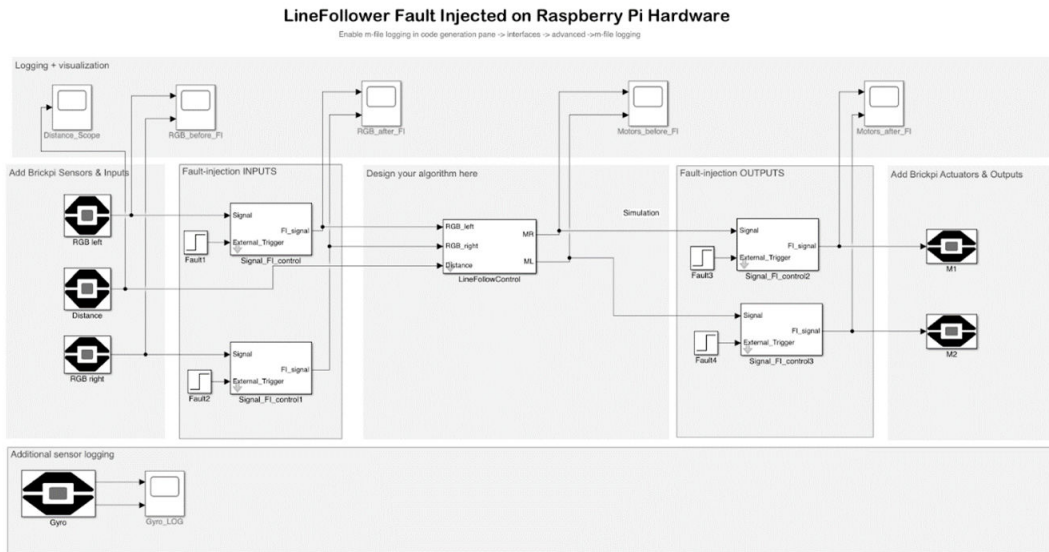 LineFollower Fault Injected on Raspberry Pi Hardware
Enable m-file logging in code generation pane -> interfaces -> advanced ->m-file logging
Logging + visualization
Distance_Scope
RGB_before_FI
RGB_after_FI
Motors_before_FI
Motors_after_FI
Add Brickpi Sensors & Inputs
RGB left
Distance
RGB right
Fault-injection INPUTS
Signal
FI_signal
External_Trigger
Fault1
Signal_FI_control
Signal
FI_signal
External_Trigger
Fault2
Signal_FI_control1
Design your algorithm here
RGB_left
MR
RGB_right
ML
Distance
LineFollowControl
Simulation
Fault-injection OUTPUTS
Signal
FI_signal
External_Trigger
Fault3
Signal_FI_control2
Signal
FI_signal
External_Trigger
Fault4
Signal_FI_control3
Add Brickpi Actuators & Outputs
M1
M2
Additional sensor logging
Gyro
Gyro_LOG